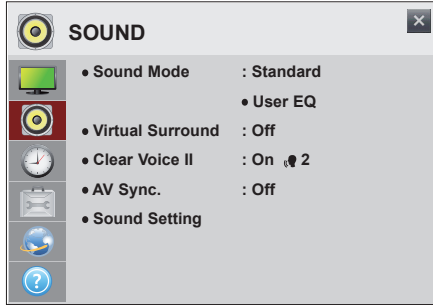 SOUND
• Sound Mode : Standard
• User EQ
• Virtual Surround : Off
• Clear Voice II : On 2
• AV Sync. : Off
• Sound Setting
?